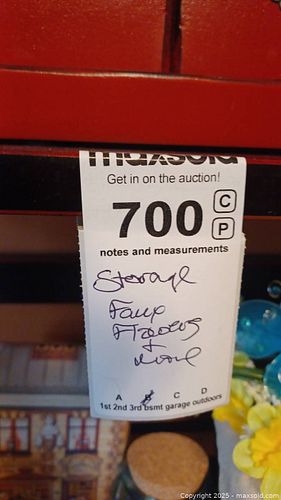 maxsold
Get in on the auction!
700 C
P
notes and measurements
Storage
Faux
Flowers
+
more
A B C D
1st 2nd 3rd bsmt garage outdoors
Copyright 2025 - maxsold.com